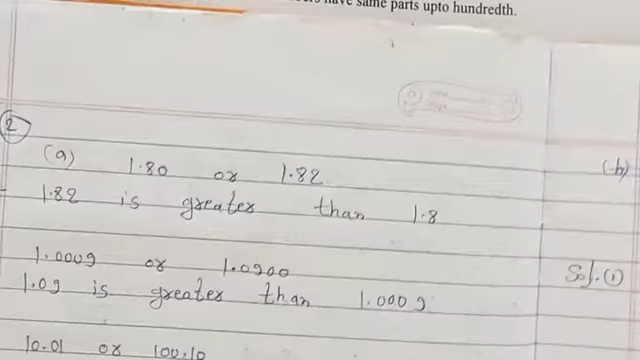 have same parts upto hundredth.
2
(a) 1.80 or 1.82
(b)
1.82 is greater than 1.8
1.0009 or 1.0900
Sol. (1)
1.09 is greater than 1.0009
10.01 or 100.10